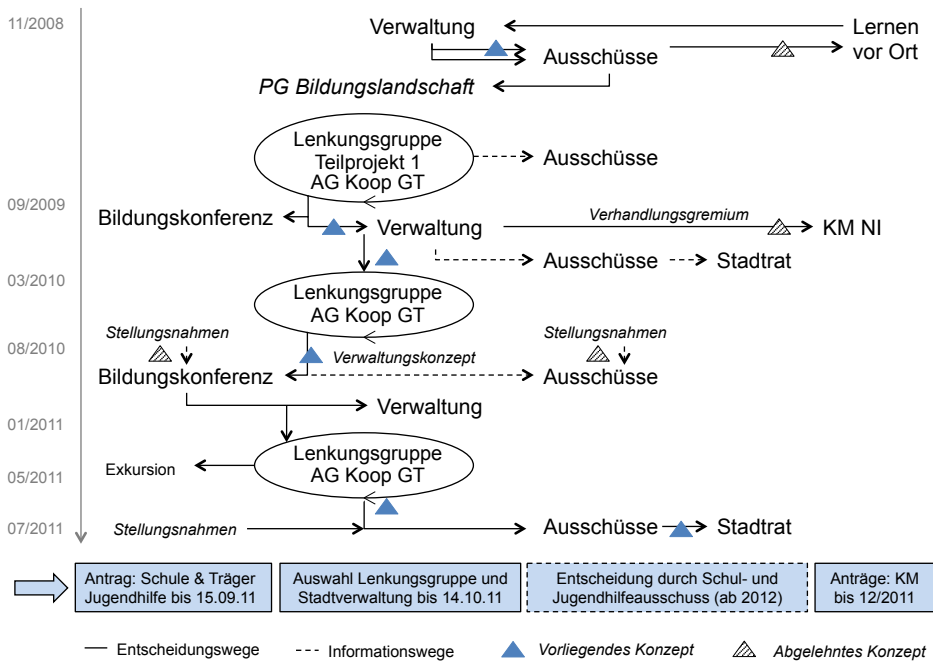 11/2008
Verwaltung
Lernen
vor Ort
Ausschüsse
PG Bildungslandschaft
Lenkungsgruppe
Teilprojekt 1
AG Koop GT
Ausschüsse
09/2009
Bildungskonferenz
Verwaltung
Verhandlungsgremium
KM NI
Ausschüsse
Stadtrat
03/2010
Lenkungsgruppe
AG Koop GT
Stellungsnahmen
Stellungsnahmen
08/2010
Verwaltungskonzept
Bildungskonferenz
Ausschüsse
Verwaltung
01/2011
Lenkungsgruppe
AG Koop GT
Exkursion
05/2011
07/2011
Stellungsnahmen
Ausschüsse
Stadtrat
Antrag: Schule & Träger
Jugendhilfe bis 15.09.11
Auswahl Lenkungsgruppe und
Stadtverwaltung bis 14.10.11
Entscheidung durch Schul- und
Jugendhilfeausschuss (ab 2012)
Anträge: KM
bis 12/2011
Entscheidungswege
Informationswege
Vorliegendes Konzept
Abgelehntes Konzept